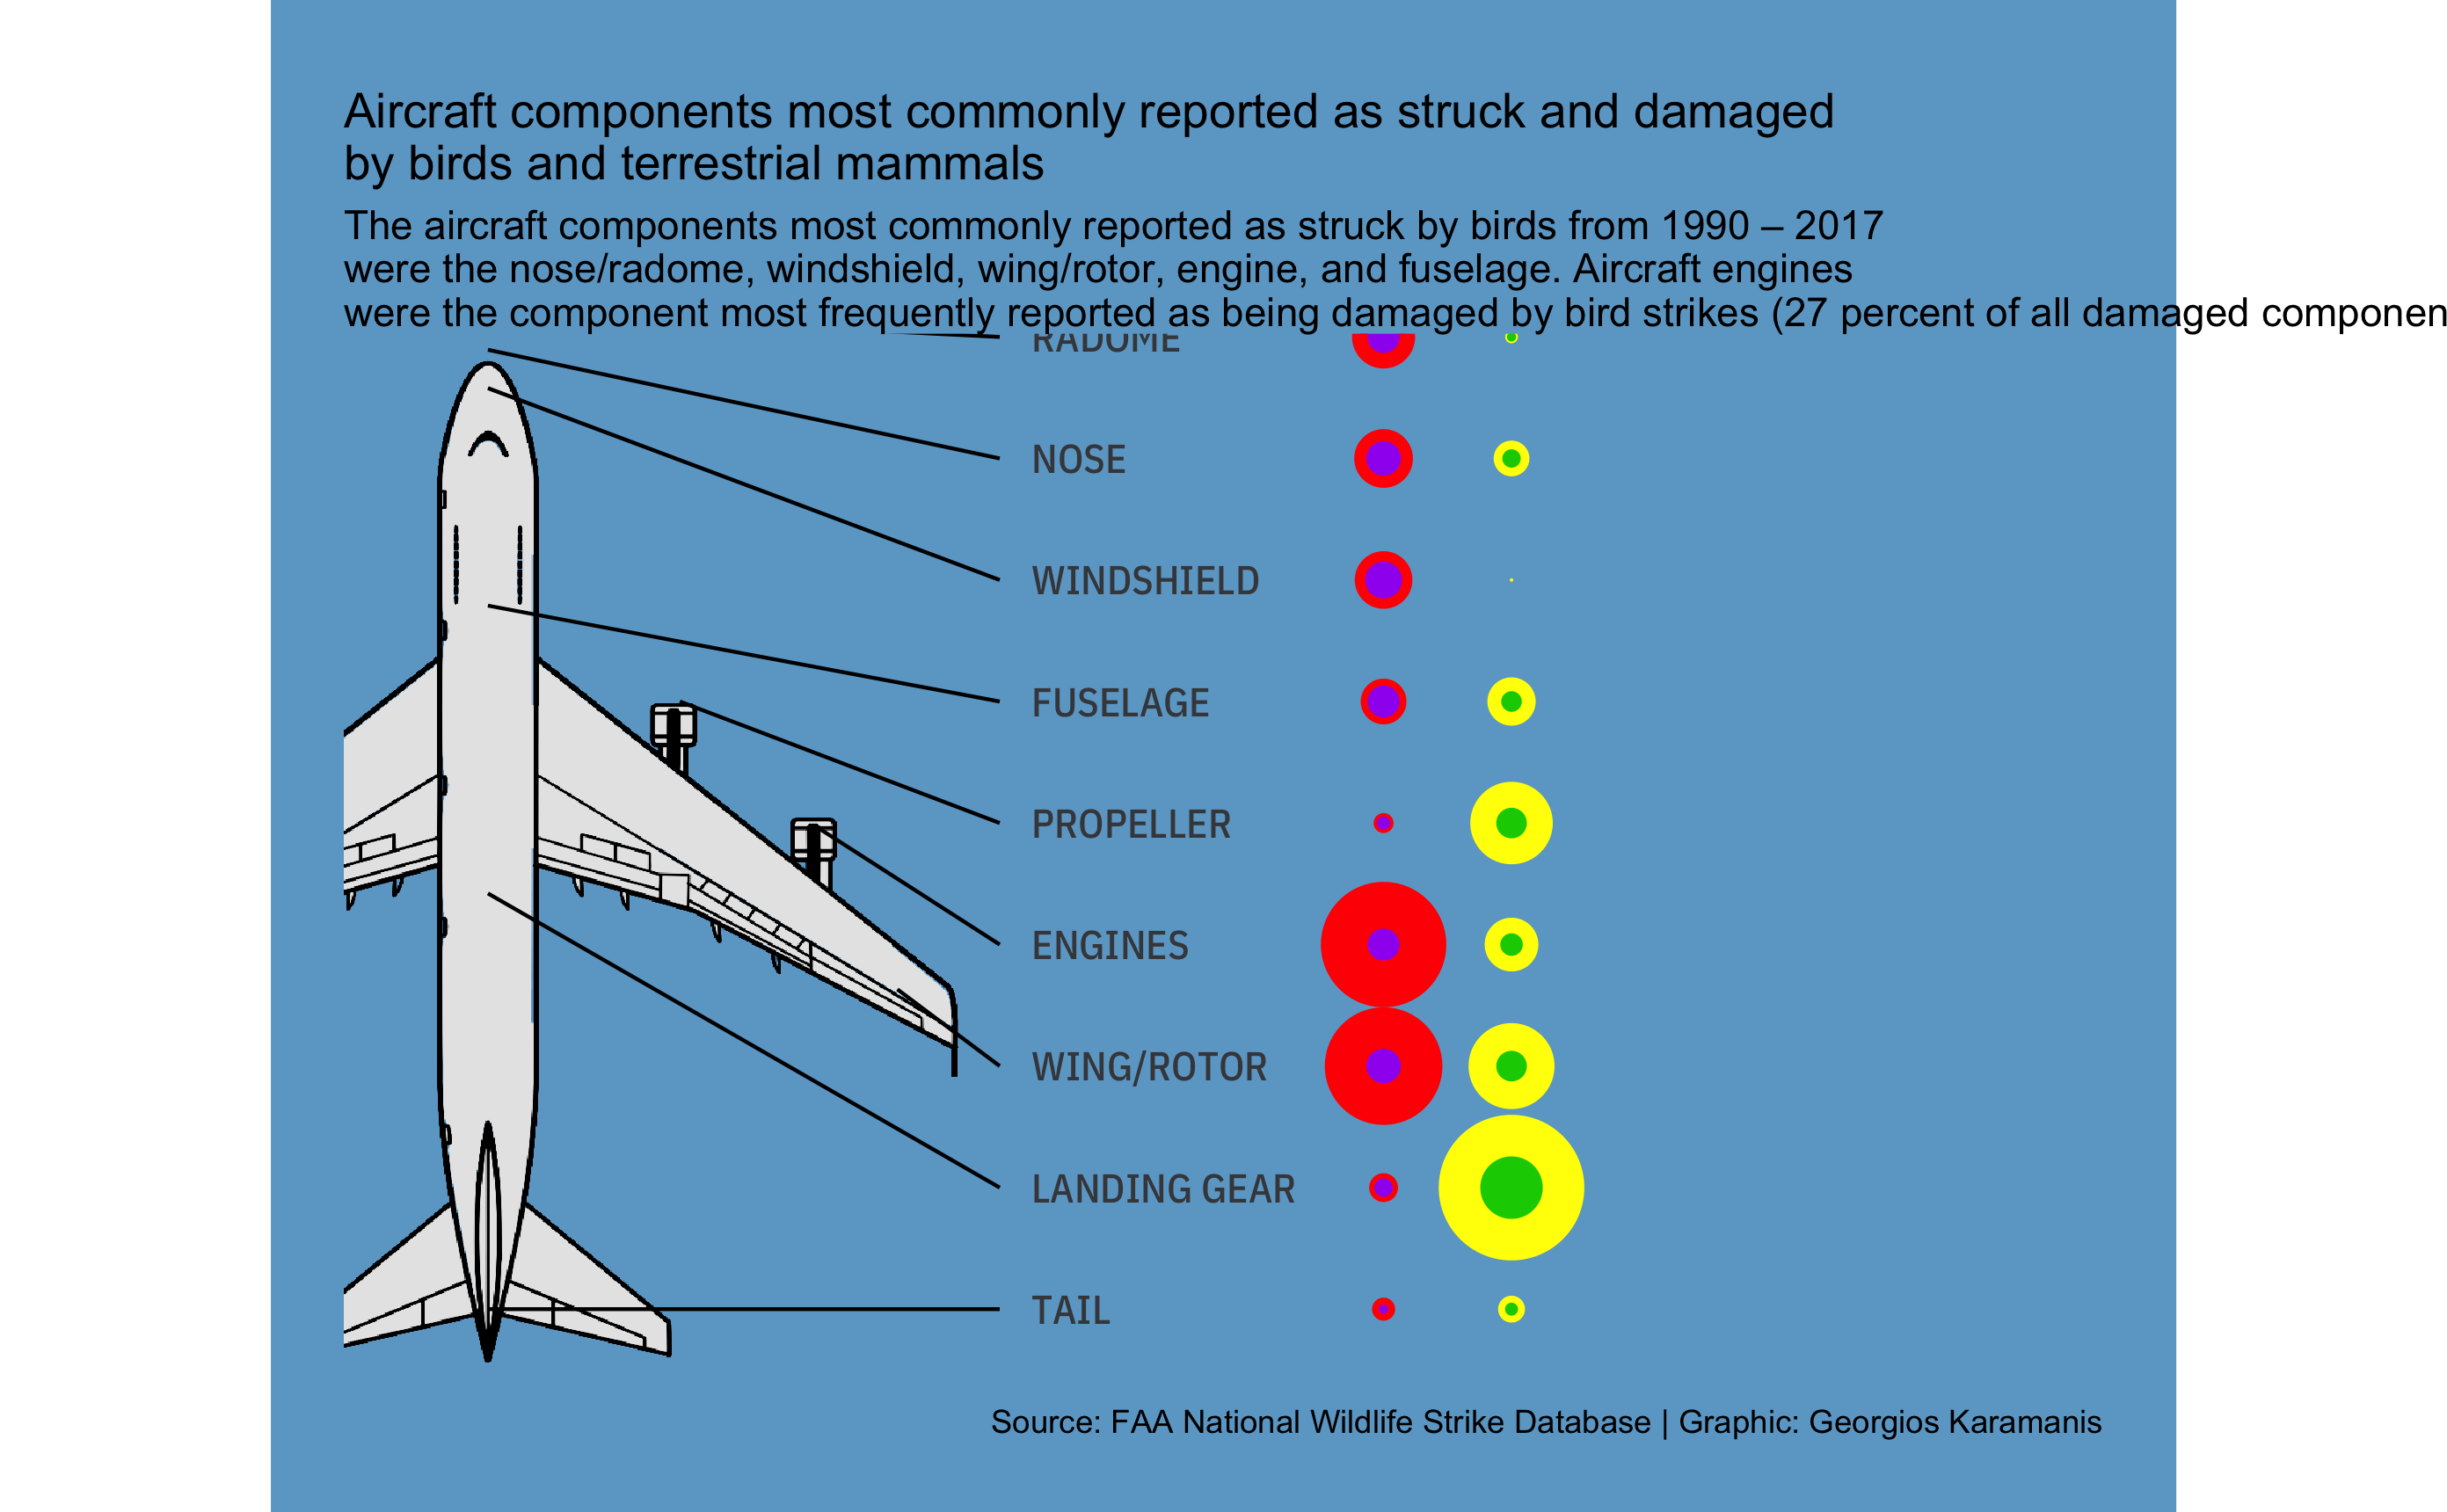 Aircraft components most commonly reported as struck and damaged
by birds and terrestrial mammals
The aircraft components most commonly reported as struck by birds from 1990 – 2017
were the nose/radome, windshield, wing/rotor, engine, and fuselage. Aircraft engines
were the component most frequently reported as being damaged by bird strikes (27 percent of all damaged componen
RADOME
NOSE
WINDSHIELD
FUSELAGE
PROPELLER
ENGINES
WING/ROTOR
LANDING GEAR
TAIL
Source: FAA National Wildlife Strike Database | Graphic: Georgios Karamanis